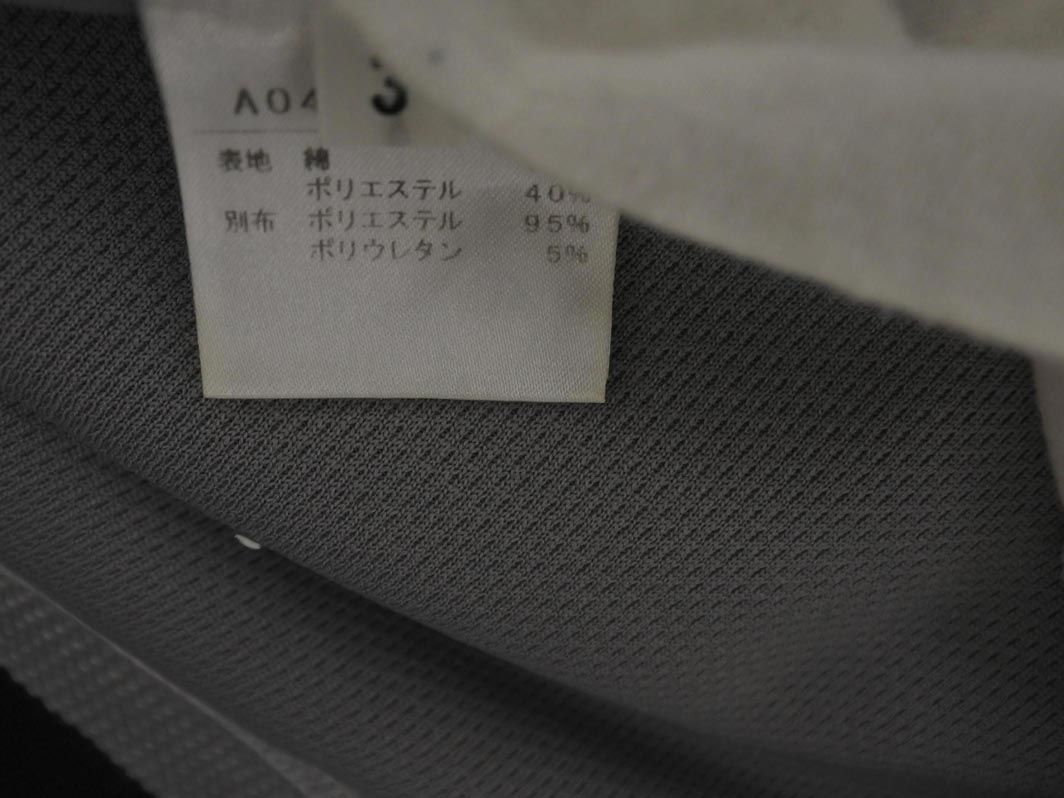 A04 3
表地 綿
ポリエステル 40%
別布 ポリエステル 95%
ポリウレタン 5%